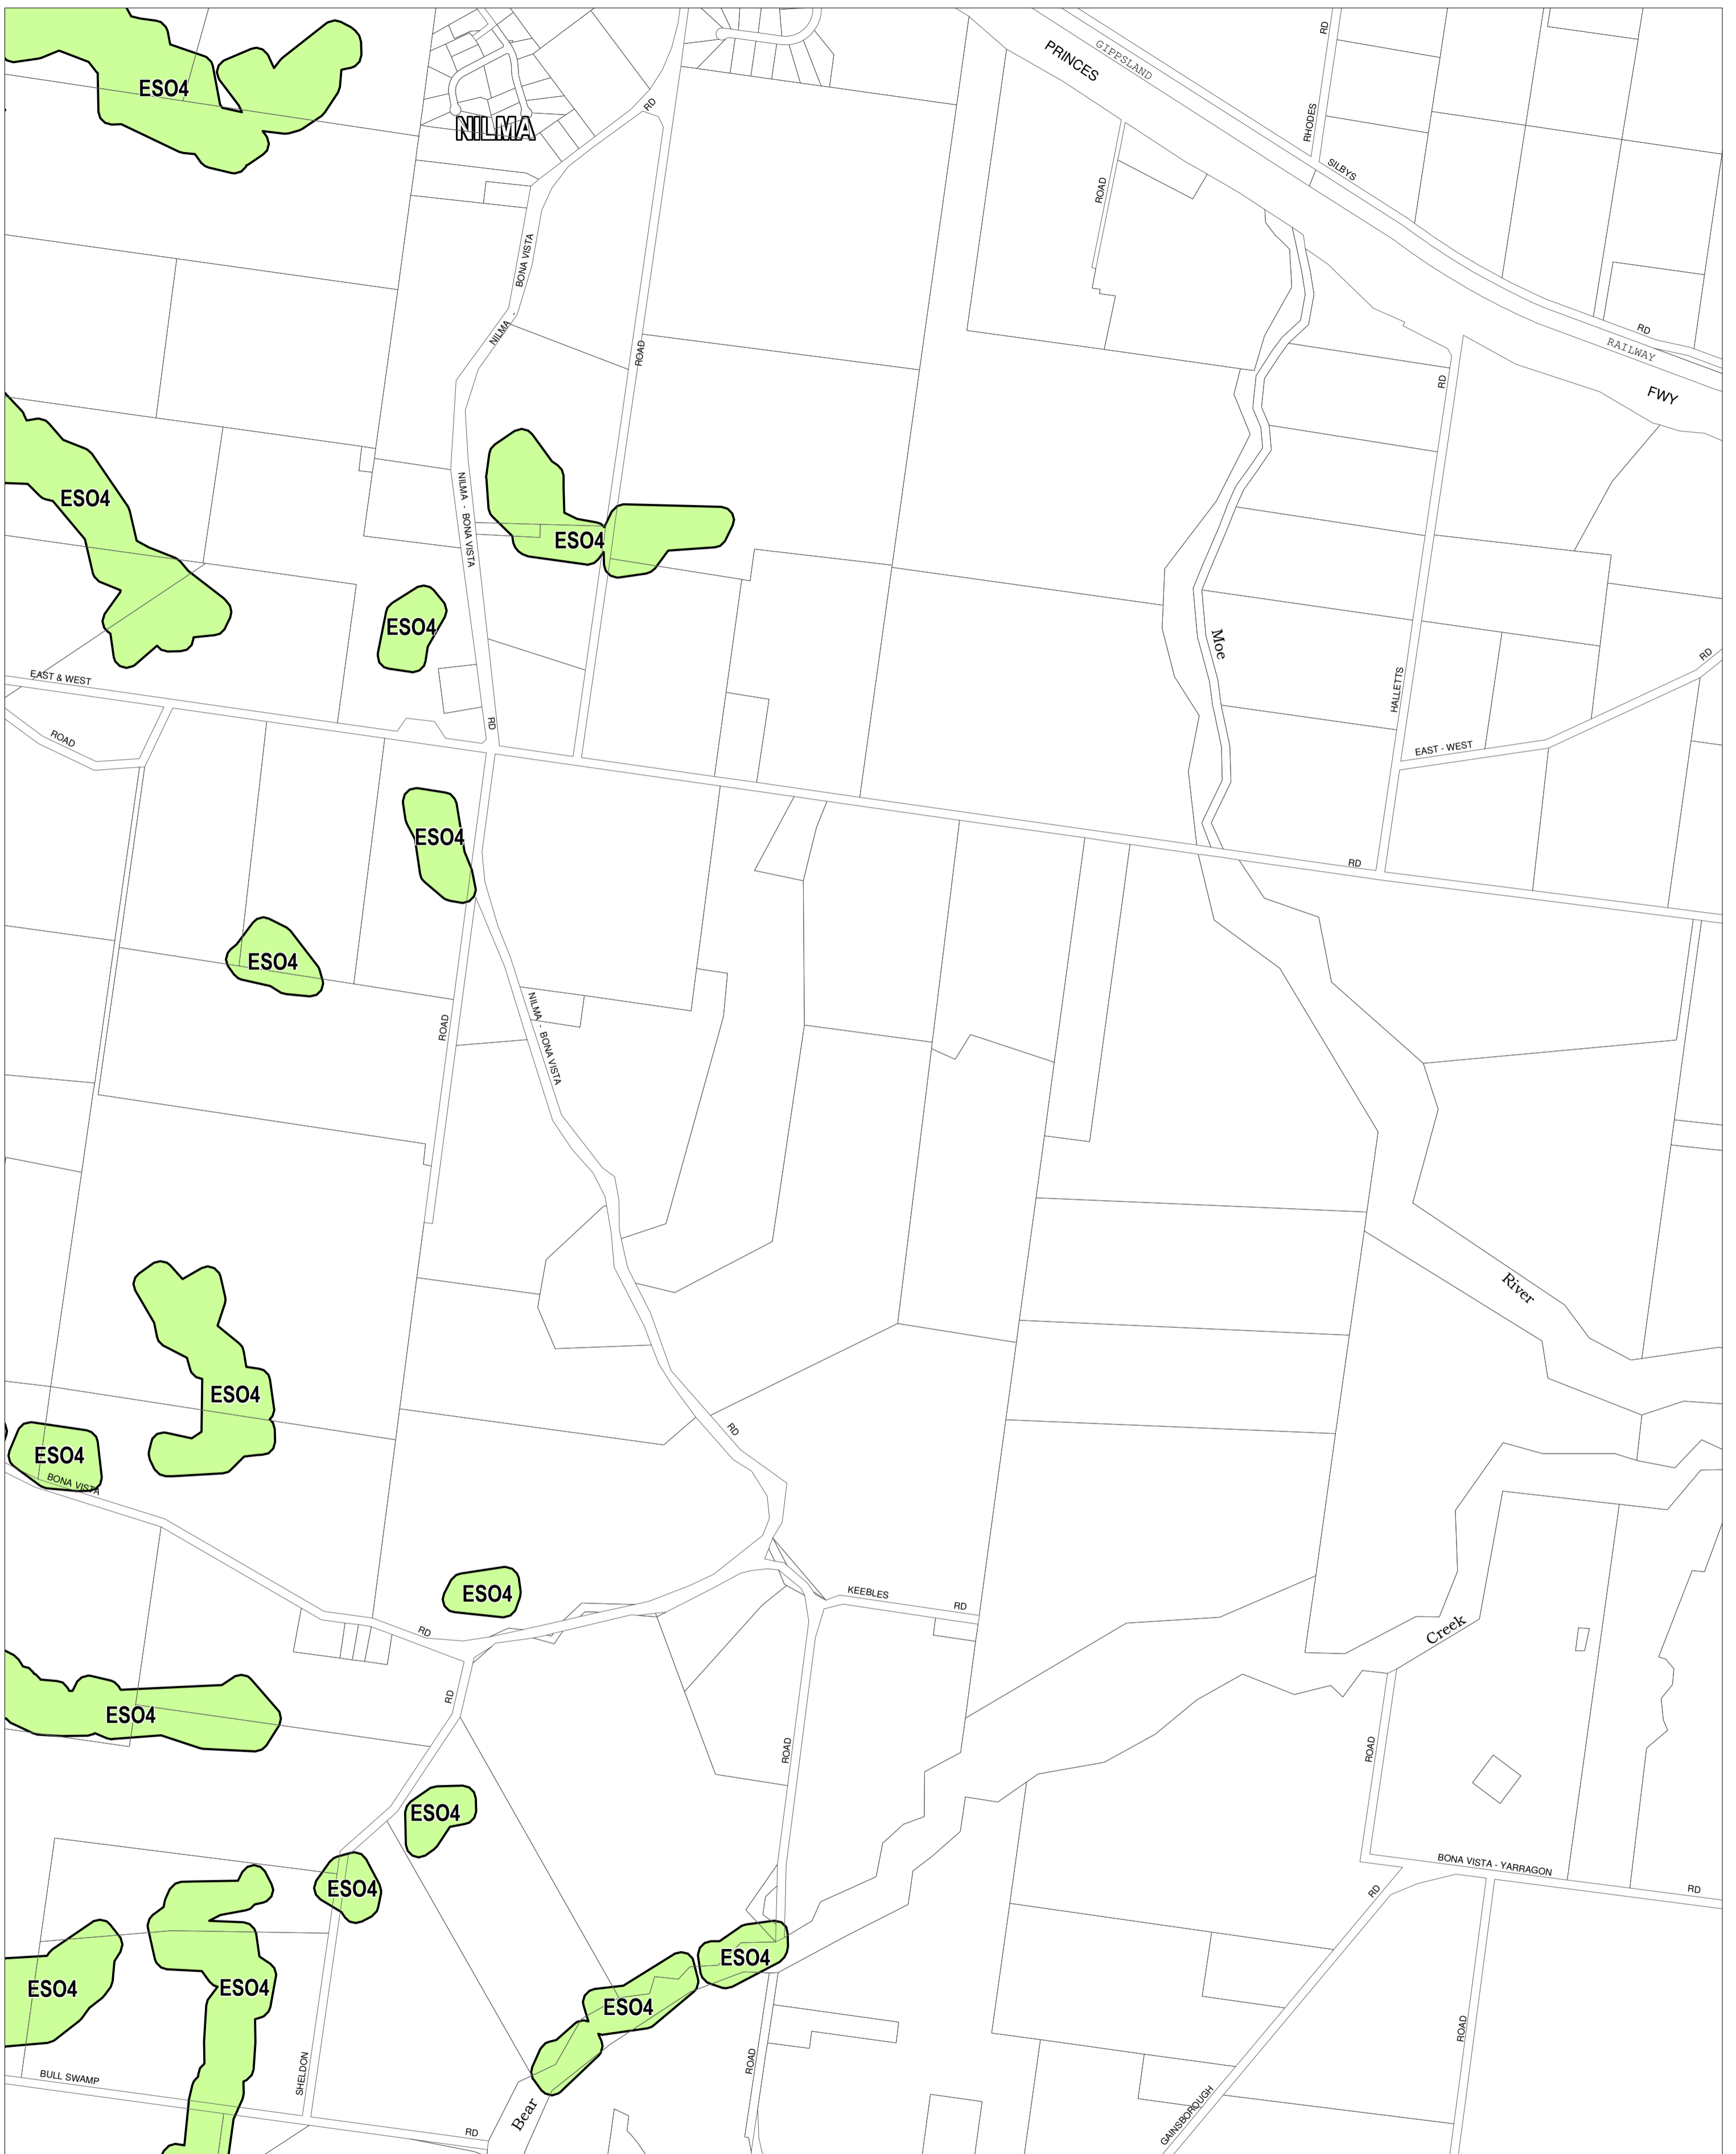 RD
GIPPSLAND
PRINCES
ESO4
RD
RHODES
NILMA
SILBYS
ROAD
BONA VISTA
NILMA -
RD
ROAD
RAILWAY
RD
FWY
ESO4
NILMA - BONA VISTA
ESO4
ESO4
Moe
RD
EAST & WEST
HALLETTS
RD
ROAD
EAST - WEST
ESO4
RD
ESO4
ROAD
NILMA - BONA VISTA
River
ESO4
RD
ESO4
BONA VISTA
ESO4
KEEBLES
RD
RD
Creek
RD
ESO4
ROAD
ROAD
ESO4
BONA VISTA - YARRAGON
ESO4
RD
RD
ESO4
ESO4
ESO4
ESO4
ROAD
ROAD
SHELDON
BULL SWAMP
Bear
GAINSBOROUGH
RD